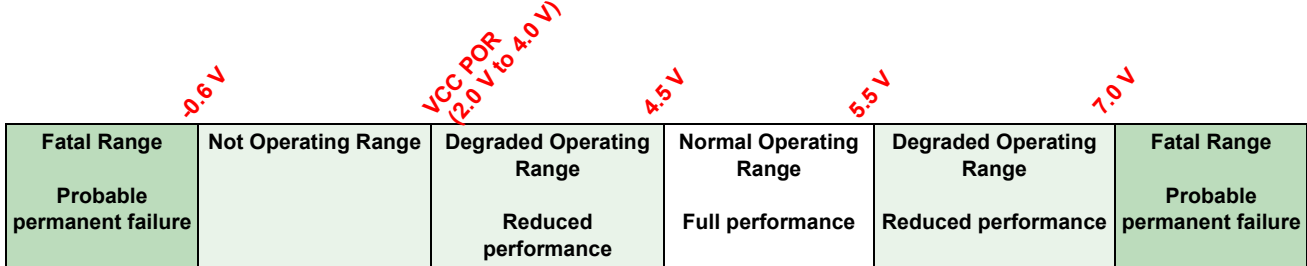 -0.6 V
VCC POR
(2.0 V to 4.0 V)
4.5 V
5.5 V
7.0 V
Fatal Range
Probable
permanent failure
Not Operating Range
Degraded Operating
Range
Reduced
performance
Normal Operating
Range
Full performance
Degraded Operating
Range
Reduced performance
Fatal Range
Probable
permanent failure